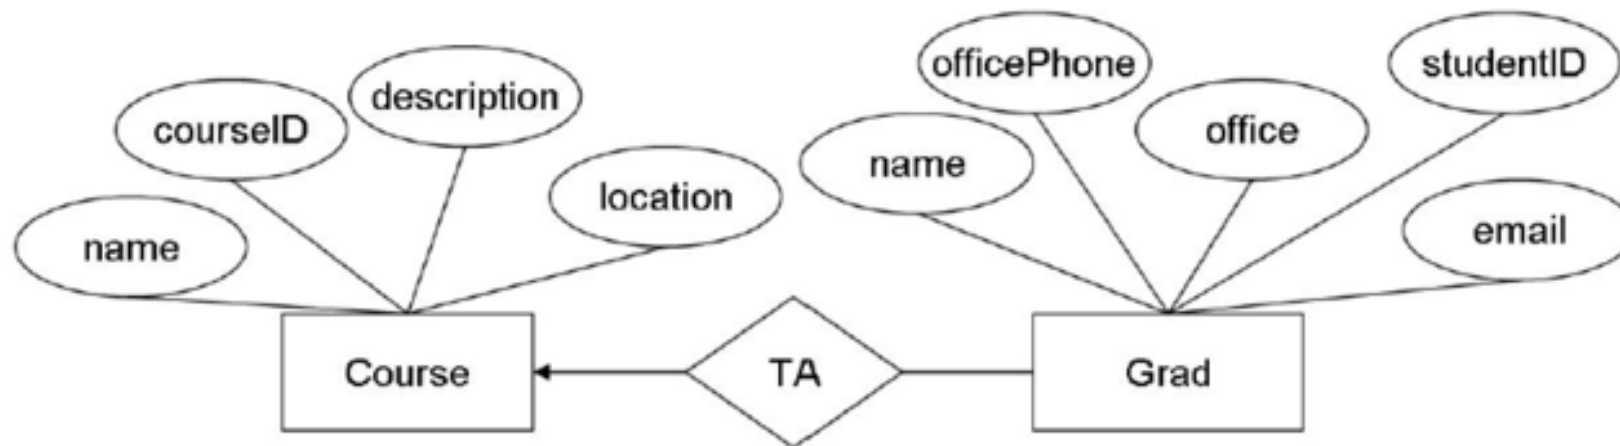 name
courseID
description
location
name
officePhone
office
studentID
email
Course
TA
Grad